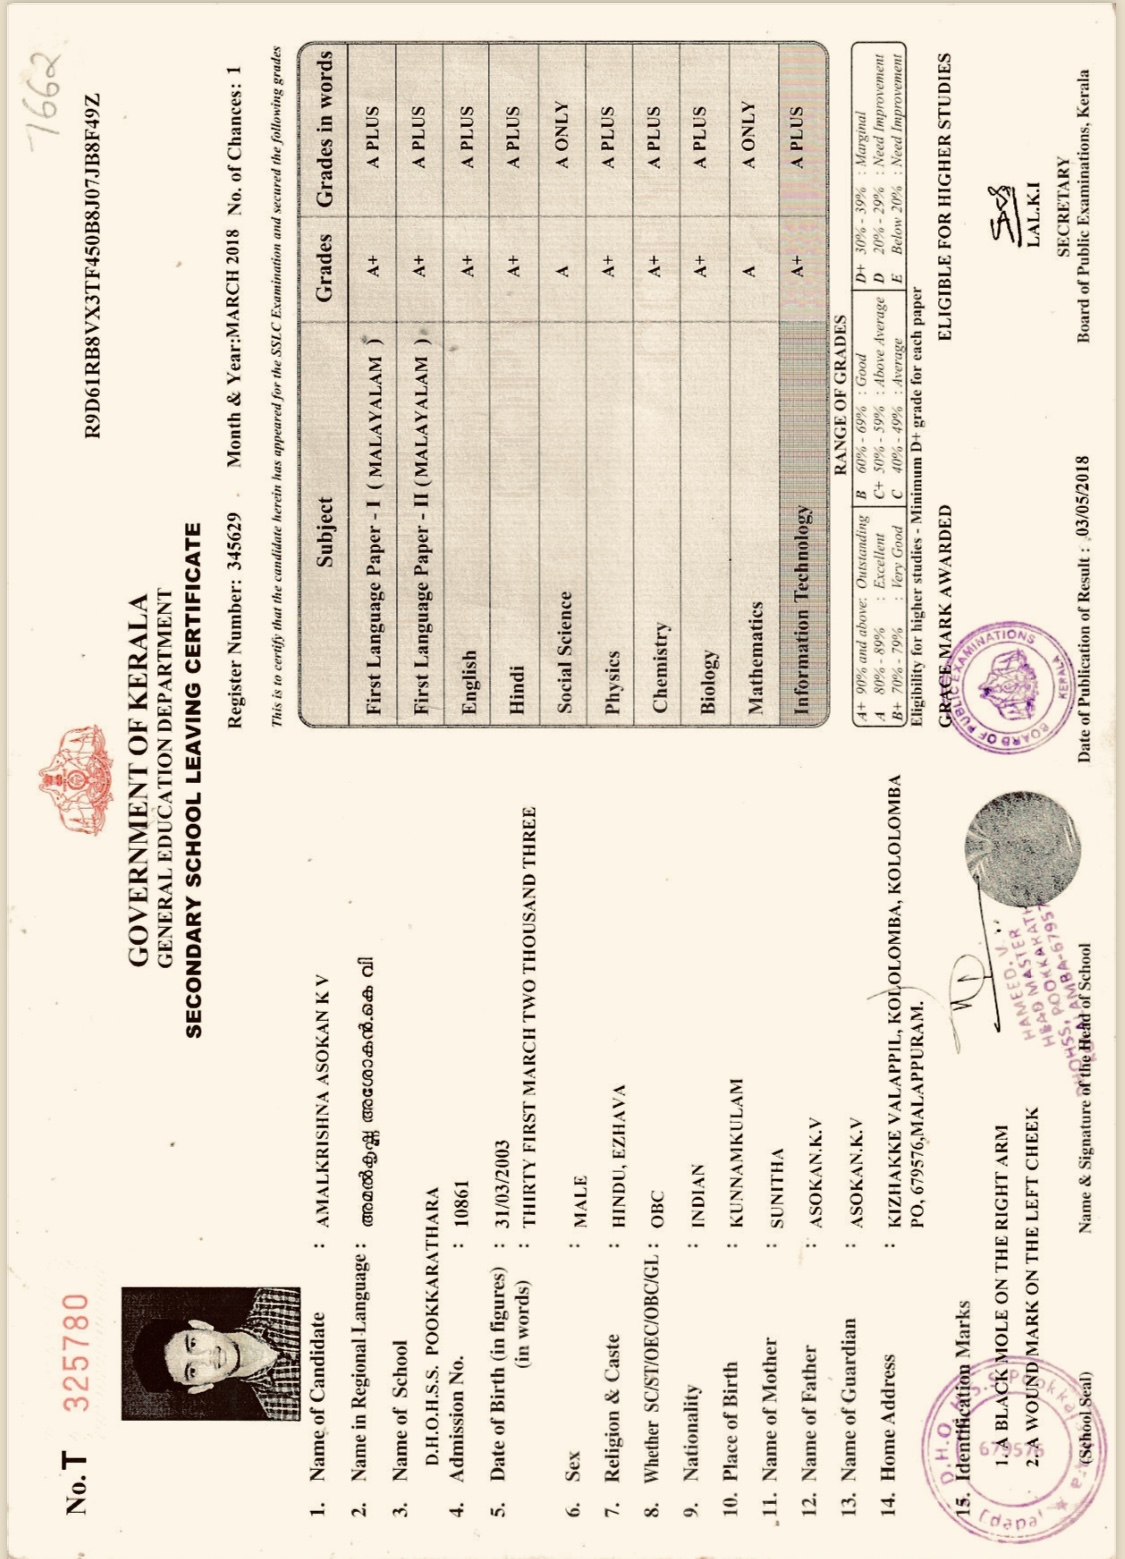 7662
No. T 325780
R9D61RB8VX3TF450B8J07JB8F49Z
GOVERNMENT OF KERALA
GENERAL EDUCATION DEPARTMENT
SECONDARY SCHOOL LEAVING CERTIFICATE
1. Name of Candidate : AMALKRISHNA ASOKAN K V
2. Name in Regional Language : അമൽകൃഷ്ണ അശോകൻ.കെ വി
3. Name of School
D.H.O.H.S.S. POOKKARATHARA
4. Admission No. : 10861
5. Date of Birth (in figures) : 31/03/2003
(in words) : THIRTY FIRST MARCH TWO THOUSAND THREE
6. Sex : MALE
7. Religion & Caste : HINDU, EZHAVA
8. Whether SC/ST/OEC/OBC/GL : OBC
9. Nationality : INDIAN
10. Place of Birth : KUNNAMKULAM
11. Name of Mother : SUNITHA
12. Name of Father : ASOKAN.K.V
13. Name of Guardian : ASOKAN.K.V
14. Home Address : KIZHAKKE VALAPPIL, KOLOLOMBA, KOLOLOMBA
PO, 679576,MALAPPURAM.
15. Identification Marks
1. A BLACK MOLE ON THE RIGHT ARM
2. A WOUND MARK ON THE LEFT CHEEK
(School Seal)
Name & Signature of the Head of School
D.H.O.
679576
HAMEED. V.
HEAD MASTER
Register Number: 345629 Month & Year:MARCH 2018 No. of Chances: 1
This is to certify that the candidate herein has appeared for the SSLC Examination and secured the following grades
Subject Grades Grades in words
First Language Paper - I ( MALAYALAM ) A+ A PLUS
First Language Paper - II ( MALAYALAM ) A+ A PLUS
English A+ A PLUS
Hindi A+ A PLUS
Social Science A A ONLY
Physics A+ A PLUS
Chemistry A+ A PLUS
Biology A+ A PLUS
Mathematics A A ONLY
Information Technology A+ A PLUS
RANGE OF GRADES
A+ 90% and above: Outstanding B 60% - 69% : Good D+ 30% - 39% : Marginal
A 80% - 89% : Excellent C+ 50% - 59% : Above Average D 20% - 29% : Need Improvement
B+ 70% - 79% : Very Good C 40% - 49% : Average E Below 20% : Need Improvement
Eligibility for higher studies - Minimum D+ grade for each paper
GRACE MARK AWARDED ELIGIBLE FOR HIGHER STUDIES
BOARD OF PUBLIC EXAMINATIONS
KERALA
LAL.K.I
SECRETARY
Date of Publication of Result : 03/05/2018 Board of Public Examinations, Kerala